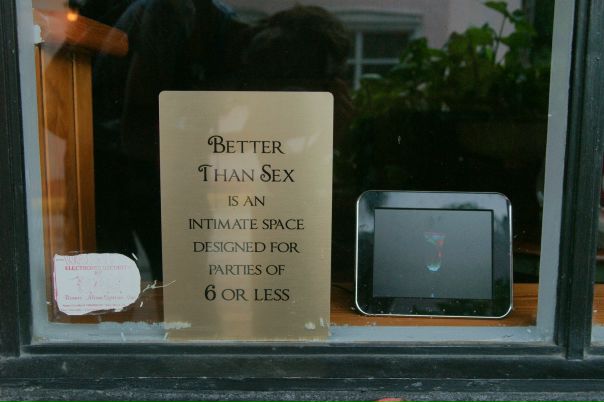 Better
Than Sex
is an
intimate space
designed for
parties of
6 or less